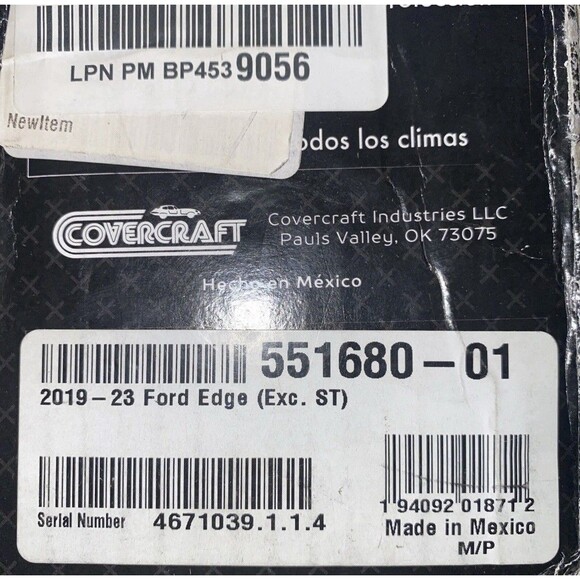 LPN PM BP453 9056
NewItem
odos los climas
COVERCRAFT
Covercraft Industries LLC
Pauls Valley, OK 73075
Hecho en México
551680-01
2019-23 Ford Edge (Exc. ST)
Serial Number 4671039.1.1.4
1 94092 01871 2
Made in Mexico
M/P